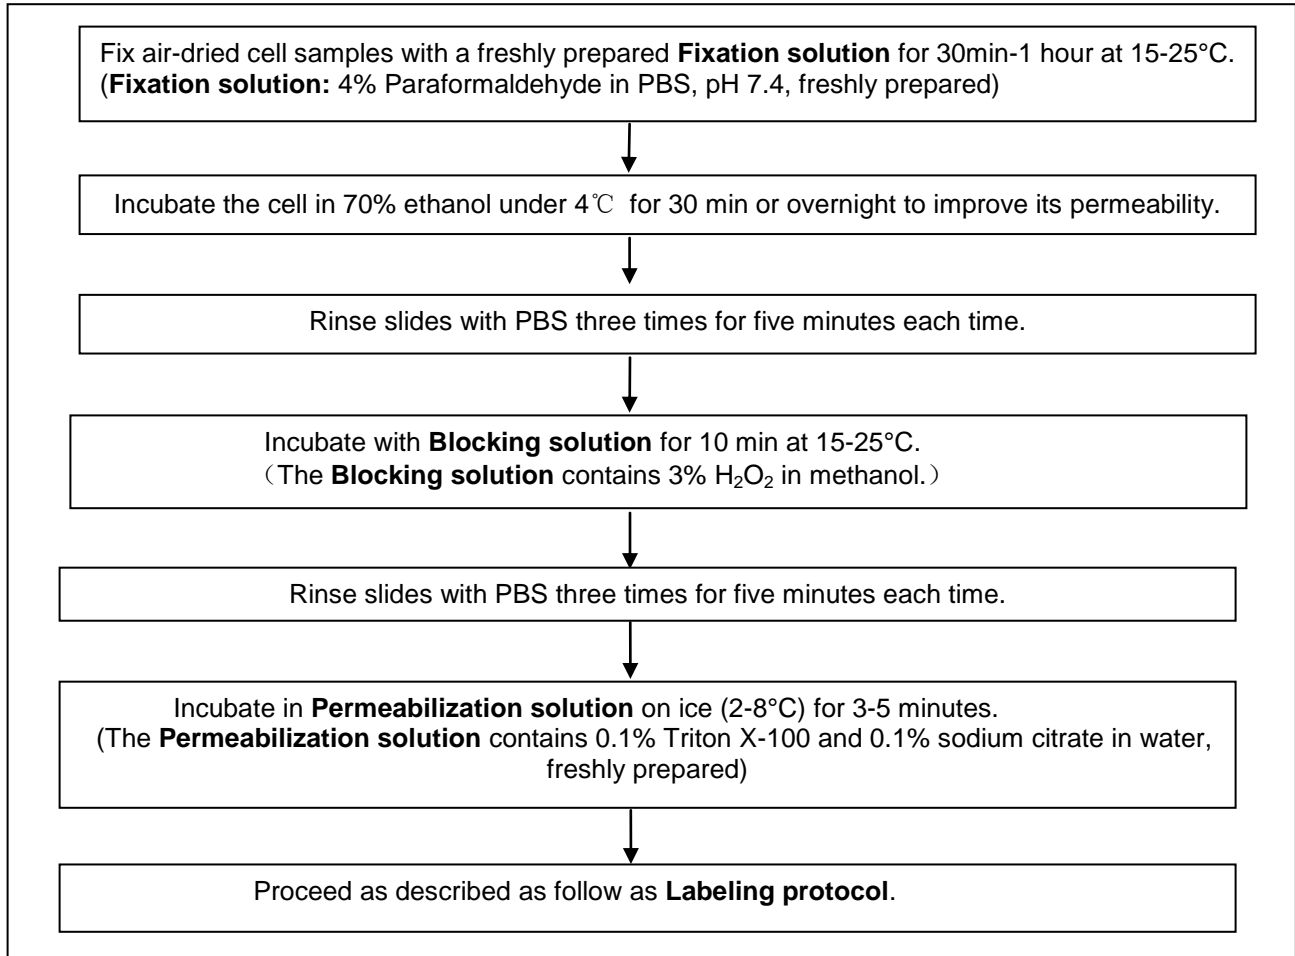 Fix air-dried cell samples with a freshly prepared Fixation solution for 30min-1 hour at 15-25°C.
(Fixation solution: 4% Paraformaldehyde in PBS, pH 7.4, freshly prepared)
Incubate the cell in 70% ethanol under 4℃ for 30 min or overnight to improve its permeability.
Rinse slides with PBS three times for five minutes each time.
Incubate with Blocking solution for 10 min at 15-25°C.
（The Blocking solution contains 3% H₂O₂ in methanol.）
Rinse slides with PBS three times for five minutes each time.
Incubate in Permeabilization solution on ice (2-8°C) for 3-5 minutes.
(The Permeabilization solution contains 0.1% Triton X-100 and 0.1% sodium citrate in water,
freshly prepared)
Proceed as described as follow as Labeling protocol.